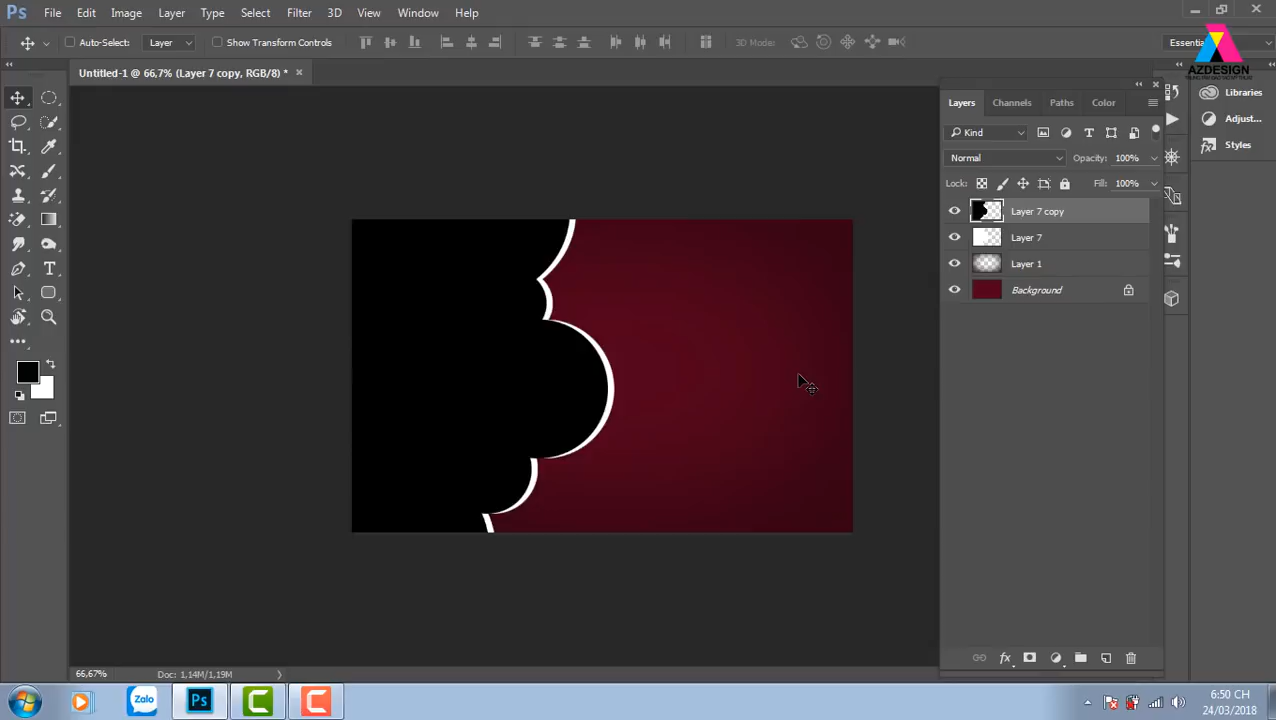 Ps File Edit Image Layer Type Select Filter 3D View Window Help
Auto-Select: Layer Show Transform Controls 3D Mode: Essenti
AZDESIGN
Untitled-1 @ 66,7% (Layer 7 copy, RGB/8) *
Layers Channels Paths Color
Libraries
Adjust...
Styles
Kind
Normal Opacity: 100%
Lock: Fill: 100%
Layer 7 copy
Layer 7
Layer 1
Background
66,67% Doc: 1,14M/1,19M
Zalo Ps
6:50 CH
24/03/2018